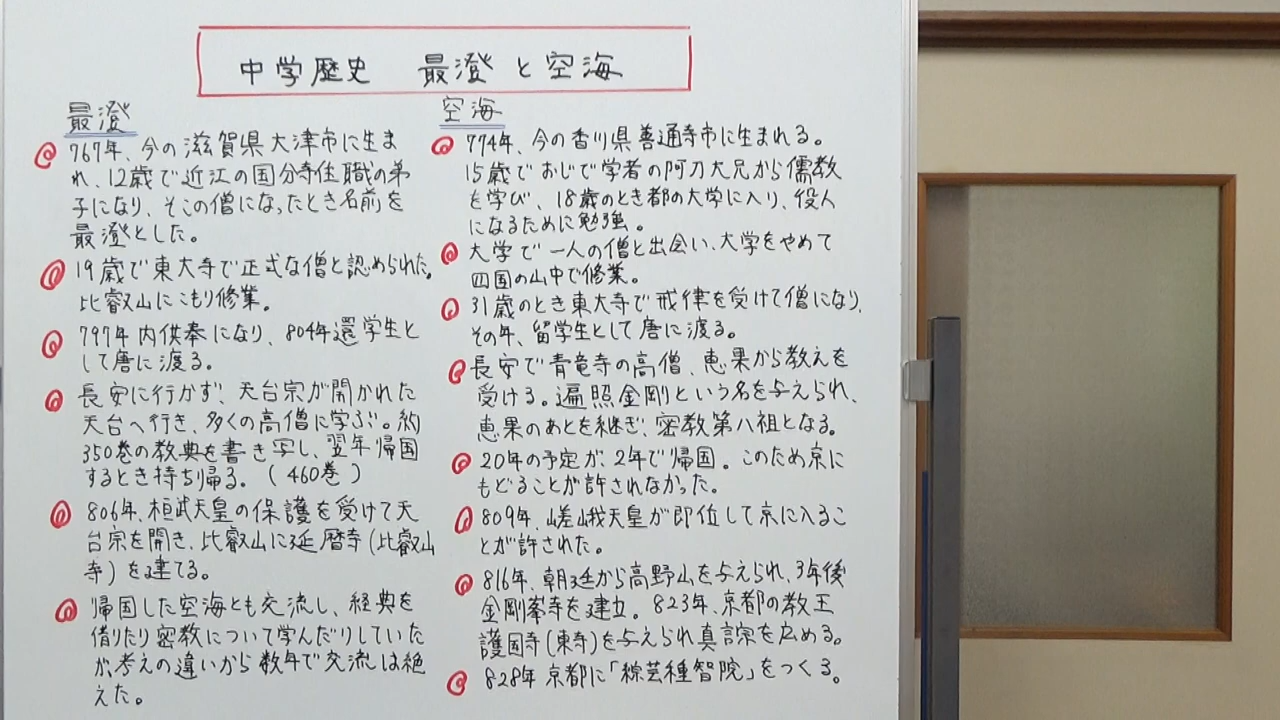 中学歴史 最澄と空海
最澄
767年、今の滋賀県大津市に生ま
れ、12歳で近江の国分寺住職の弟
子になり、そこの僧になったとき名前を
最澄とした。
19歳で東大寺で正式な僧と認められた。
比叡山にこもり修業。
797年内供奉になり、804年還学生と
して唐に渡る。
長安に行かず、天台宗が開かれた
天台へ行き、多くの高僧に学ぶ。約
350巻の教典を書き写し、翌年帰国
するとき持ち帰る。(460巻)
806年、桓武天皇の保護を受けて天
台宗を開き、比叡山に延暦寺(比叡山
寺)を建てる。
帰国した空海とも交流し、経典を
借りたり密教について学んだりしていた
が、考えの違いから数年で交流は絶
えた。
空海
774年、今の香川県善通寺市に生まれる。
15歳でおじで学者の阿刀大兄から儒教
を学び、18歳のとき都の大学に入り、役人
になるために勉強。
大学で一人の僧と出会い、大学をやめて
四国の山中で修業。
31歳のとき東大寺で戒律を受けて僧になり、
その年、留学生として唐に渡る。
長安で青竜寺の高僧、恵果から教えを
受ける。遍照金剛という名を与えられ、
恵果のあとを継ぎ、密教第八祖となる。
20年の予定が、2年で帰国。このため京に
もどることが許されなかった。
809年、嵯峨天皇が即位して京に入るこ
とが許された。
816年、朝廷から高野山を与えられ、3年後
金剛峯寺を建立。823年、京都の教王
護国寺(東寺)を与えられ真言宗を広める。
828年京都に「綜芸種智院」をつくる。